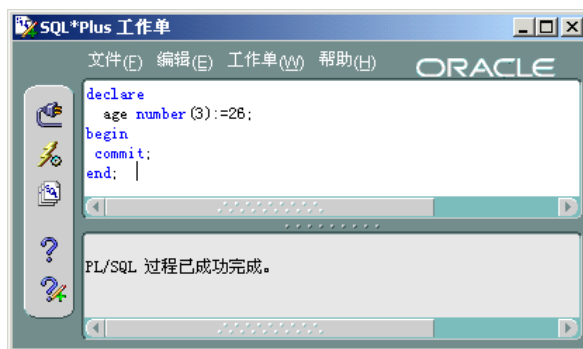 SQL*Plus 工作单
文件(F) 编辑(E) 工作单(W) 帮助(H) ORACLE
declare
age number(3):=26;
begin
commit;
end;
PL/SQL 过程已成功完成。